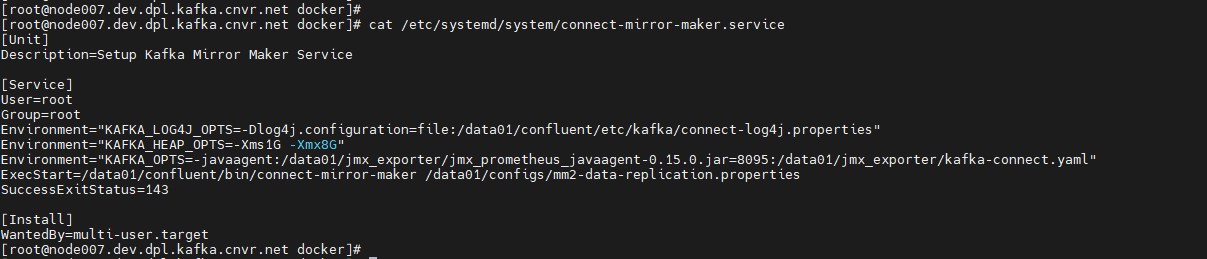 [root@node007.dev.dpl.kafka.cnvr.net docker]#
[root@node007.dev.dpl.kafka.cnvr.net docker]# cat /etc/systemd/system/connect-mirror-maker.service
[Unit]
Description=Setup Kafka Mirror Maker Service

[Service]
User=root
Group=root
Environment="KAFKA_LOG4J_OPTS=-Dlog4j.configuration=file:/data01/confluent/etc/kafka/connect-log4j.properties"
Environment="KAFKA_HEAP_OPTS=-Xms1G -Xmx8G"
Environment="KAFKA_OPTS=-javaagent:/data01/jmx_exporter/jmx_prometheus_javaagent-0.15.0.jar=8095:/data01/jmx_exporter/kafka-connect.yaml"
ExecStart=/data01/confluent/bin/connect-mirror-maker /data01/configs/mm2-data-replication.properties
SuccessExitStatus=143

[Install]
WantedBy=multi-user.target
[root@node007.dev.dpl.kafka.cnvr.net docker]#